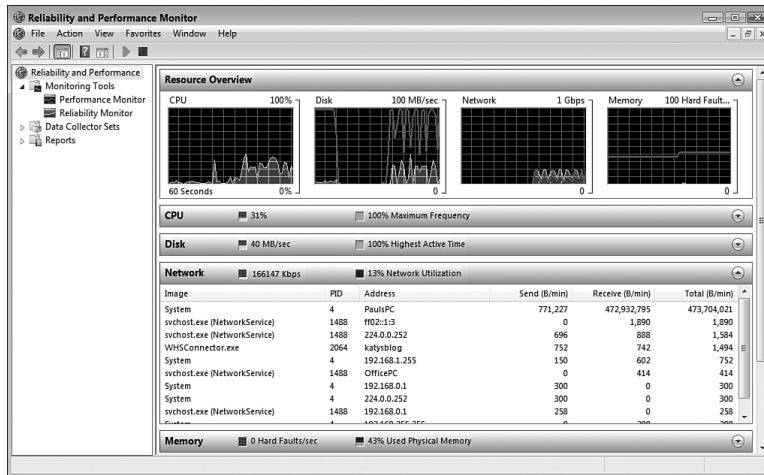 Reliability and Performance Monitor
File Action View Favorites Window Help
Reliability and Performance
Monitoring Tools
Performance Monitor
Reliability Monitor
Data Collector Sets
Reports
Resource Overview
CPU 100%
60 Seconds 0%
Disk 100 MB/sec
0
Network 1 Gbps
0
Memory 100 Hard Fault...
0
CPU 31% 100% Maximum Frequency
Disk 40 MB/sec 100% Highest Active Time
Network 166147 Kbps 13% Network Utilization
Image PID Address Send (B/min) Receive (B/min) Total (B/min)
System 4 PaulsPC 771,227 472,932,795 473,704,021
svchost.exe (NetworkService) 1488 ff02::1:3 0 1,890 1,890
svchost.exe (NetworkService) 1488 224.0.0.252 696 888 1,584
WHSConnector.exe 2064 katysblog 752 742 1,494
System 4 192.168.1.255 150 602 752
svchost.exe (NetworkService) 1488 OfficePC 0 414 414
System 4 192.168.0.1 300 0 300
System 4 224.0.0.252 300 0 300
svchost.exe (NetworkService) 1488 192.168.0.1 258 0 258
Memory 0 Hard Faults/sec 43% Used Physical Memory